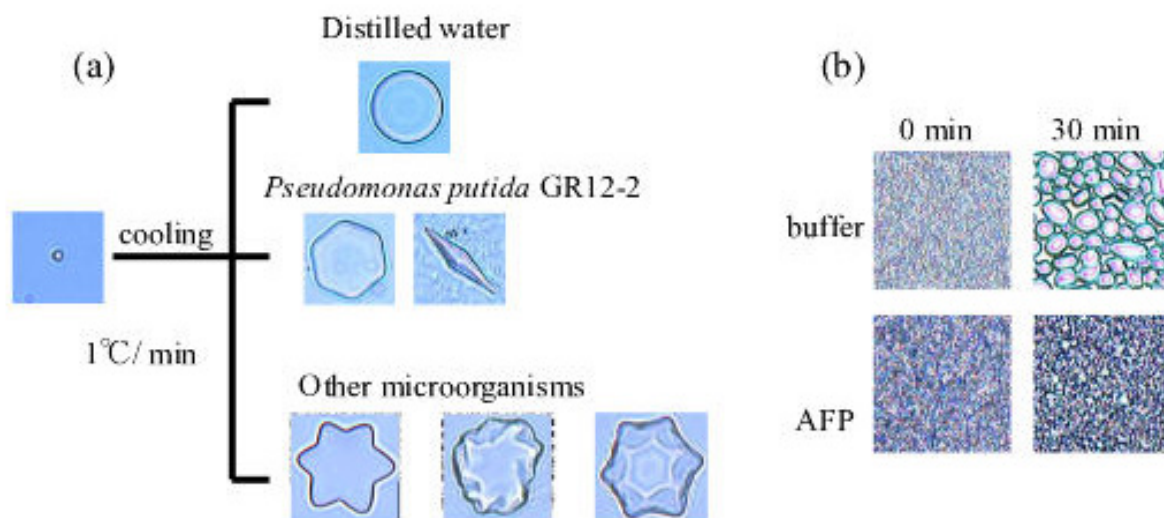 (a)
Distilled water
Pseudomonas putida GR12-2
cooling
1℃/ min
Other microorganisms
(b)
0 min
30 min
buffer
AFP